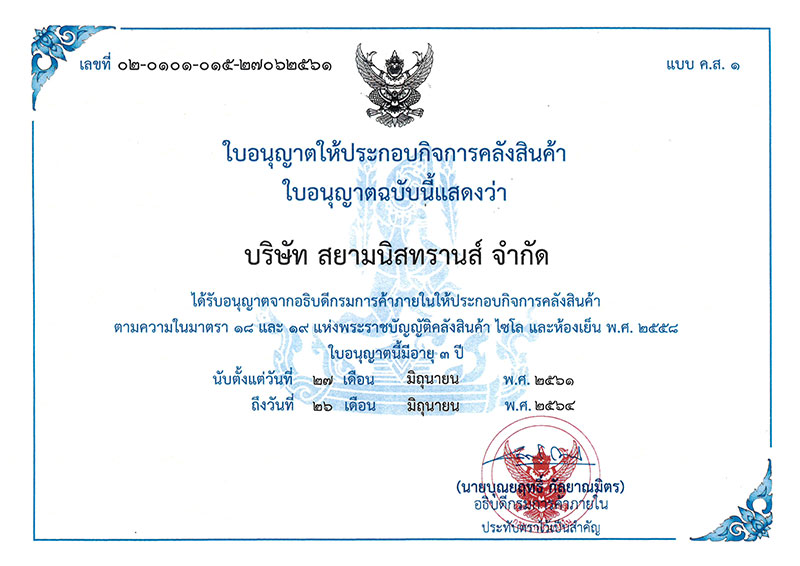 เลขที่ ๐๒-๐๑๐๑-๐๑๕-๒๗๐๖๒๕๖๑
แบบ ค.ส. ๑
ใบอนุญาตให้ประกอบกิจการคลังสินค้า
ใบอนุญาตฉบับนี้แสดงว่า
บริษัท สยามนิสทรานส์ จำกัด
ได้รับอนุญาตจากอธิบดีกรมการค้าภายในให้ประกอบกิจการคลังสินค้า
ตามความในมาตรา ๑๘ และ ๑๙ แห่งพระราชบัญญัติคลังสินค้า ไซโล และห้องเย็น พ.ศ. ๒๕๕๘
ใบอนุญาตนี้มีอายุ ๓ ปี
นับตั้งแต่วันที่ ๒๗ เดือน มิถุนายน พ.ศ. ๒๕๖๑
ถึงวันที่ ๒๖ เดือน มิถุนายน พ.ศ. ๒๕๖๔
(นายบุณยฤทธิ์ กัลยาณมิตร)
อธิบดีกรมการค้าภายใน
ประทับตราไว้เป็นสำคัญ